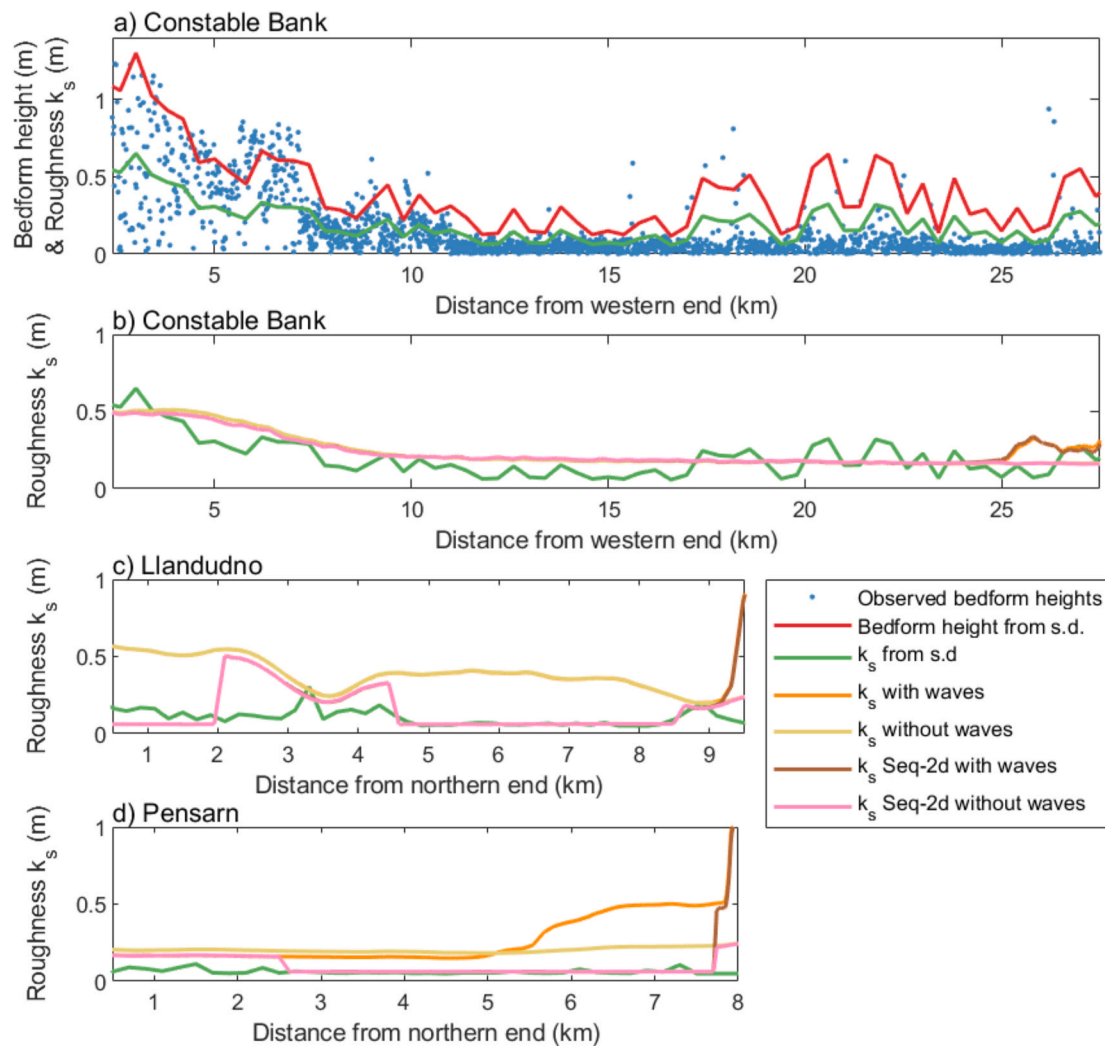 a) Constable Bank
Bedform height (m)
& Roughness k_s (m)
1
0.5
0
5 10 15 20 25
Distance from western end (km)
b) Constable Bank
Roughness k_s (m)
1
0.5
0
5 10 15 20 25
Distance from western end (km)
c) Llandudno
Roughness k_s (m)
1
0.5
0
1 2 3 4 5 6 7 8 9
Distance from northern end (km)
Observed bedform heights
Bedform height from s.d.
k_s from s.d
k_s with waves
k_s without waves
k_s Seq-2d with waves
k_s Seq-2d without waves
d) Pensarn
Roughness k_s (m)
1
0.5
0
1 2 3 4 5 6 7 8
Distance from northern end (km)